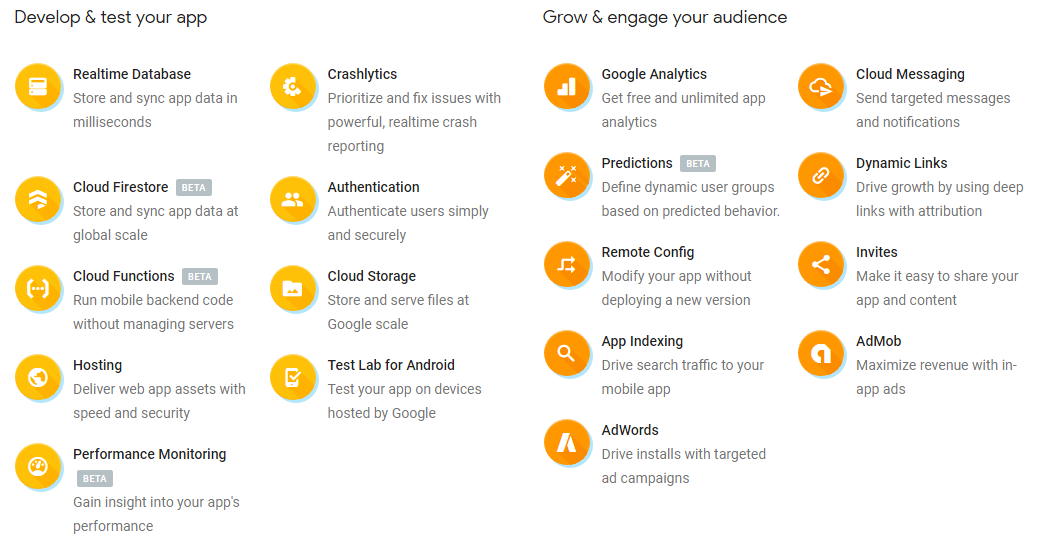 Develop & test your app
Realtime Database
Store and sync app data in
milliseconds
Crashlytics
Prioritize and fix issues with
powerful, realtime crash
reporting
Cloud Firestore BETA
Store and sync app data at
global scale
Authentication
Authenticate users simply
and securely
Cloud Functions BETA
Run mobile backend code
without managing servers
Cloud Storage
Store and serve files at
Google scale
Hosting
Deliver web app assets with
speed and security
Test Lab for Android
Test your app on devices
hosted by Google
Performance Monitoring
BETA
Gain insight into your app's
performance
Grow & engage your audience
Google Analytics
Get free and unlimited app
analytics
Cloud Messaging
Send targeted messages
and notifications
Predictions BETA
Define dynamic user groups
based on predicted behavior.
Dynamic Links
Drive growth by using deep
links with attribution
Remote Config
Modify your app without
deploying a new version
Invites
Make it easy to share your
app and content
App Indexing
Drive search traffic to your
mobile app
AdMob
Maximize revenue with in-
app ads
AdWords
Drive installs with targeted
ad campaigns